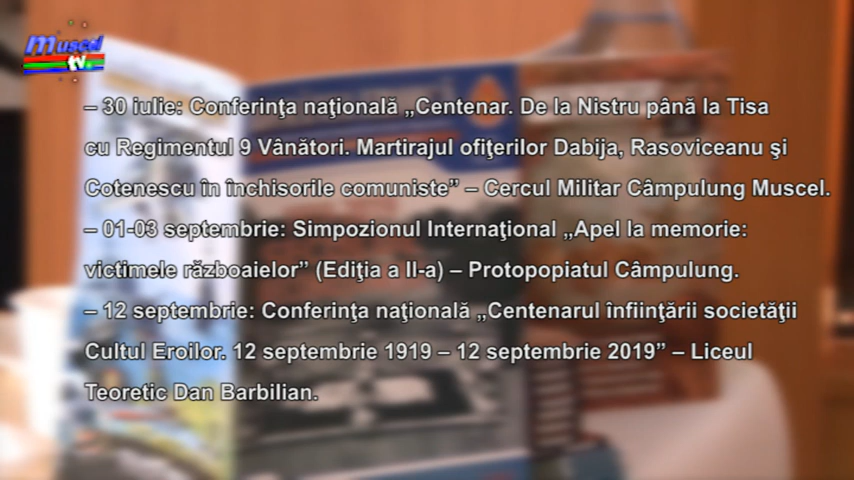 Muscel
tv.
– 30 iulie: Conferinţa naţională „Centenar. De la Nistru până la Tisa
cu Regimentul 9 Vânători. Martirajul ofiţerilor Dabija, Rasoviceanu şi
Cotenescu în închisorile comuniste” – Cercul Militar Câmpulung Muscel.
– 01-03 septembrie: Simpozionul Internaţional „Apel la memorie:
victimele războaielor” (Ediţia a II-a) – Protopopiatul Câmpulung.
– 12 septembrie: Conferinţa naţională „Centenarul înfiinţării societăţii
Cultul Eroilor. 12 septembrie 1919 – 12 septembrie 2019” – Liceul
Teoretic Dan Barbilian.